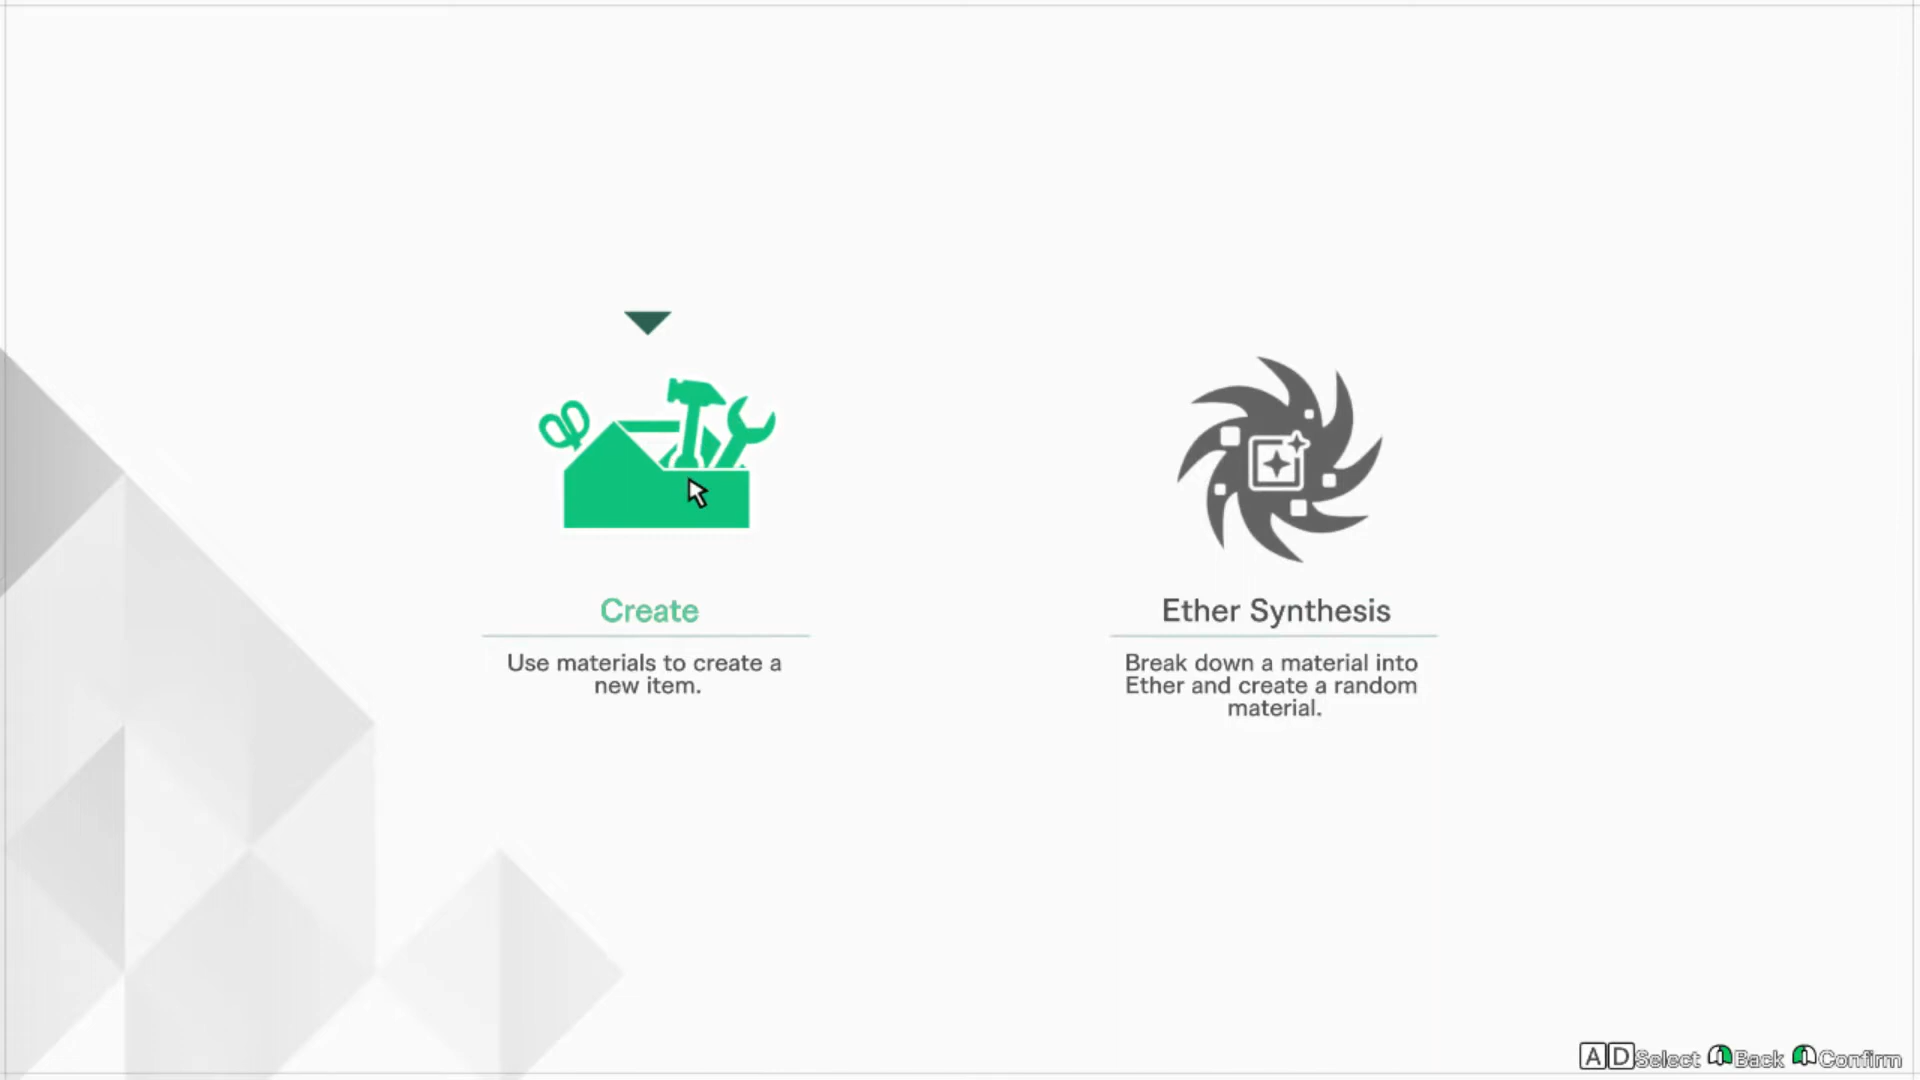 Create
Use materials to create a
new item.
Ether Synthesis
Break down a material into
Ether and create a random
material.
A D Select Back Confirm